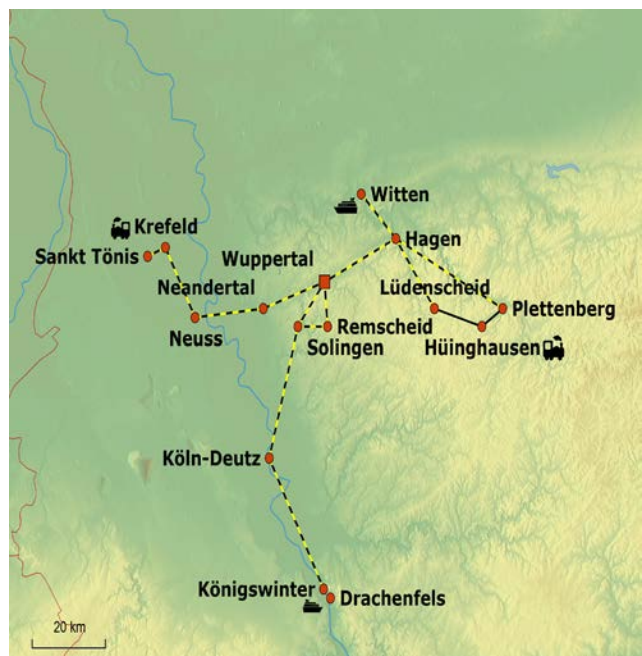 Witten
Krefeld
Hagen
Sankt Tönis
Wuppertal
Neandertal
Lüdenscheid
Plettenberg
Neuss
Remscheid
Solingen
Hüinghausen
Köln-Deutz
Königswinter
Drachenfels
20 km